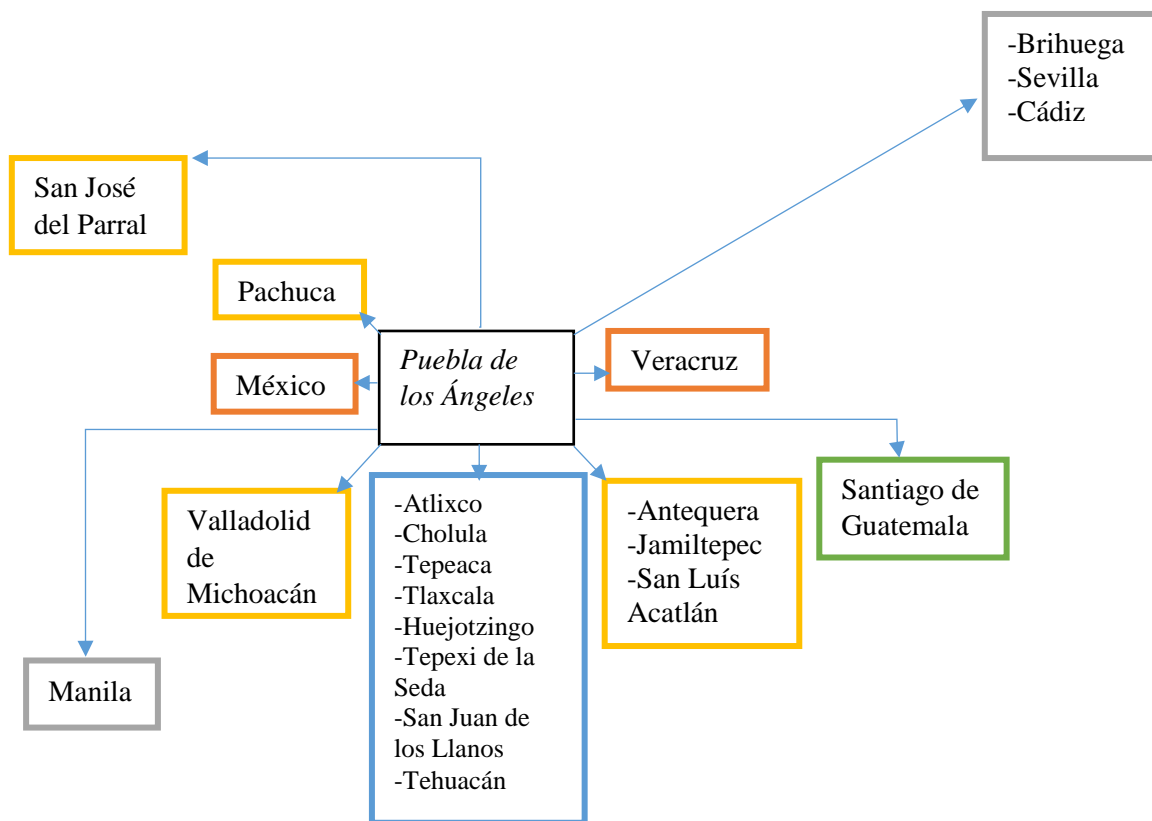 -Brihuega
-Sevilla
-Cádiz
San José
del Parral
Pachuca
Puebla de
los Ángeles
Veracruz
México
Valladolid
de
Michoacán
-Atlixco
-Cholula
-Tepeaca
-Tlaxcala
-Huejotzingo
-Tepexi de la
Seda
-San Juan de
los Llanos
-Tehuacán
-Antequera
-Jamiltepec
-San Luís
Acatlán
Santiago de
Guatemala
Manila